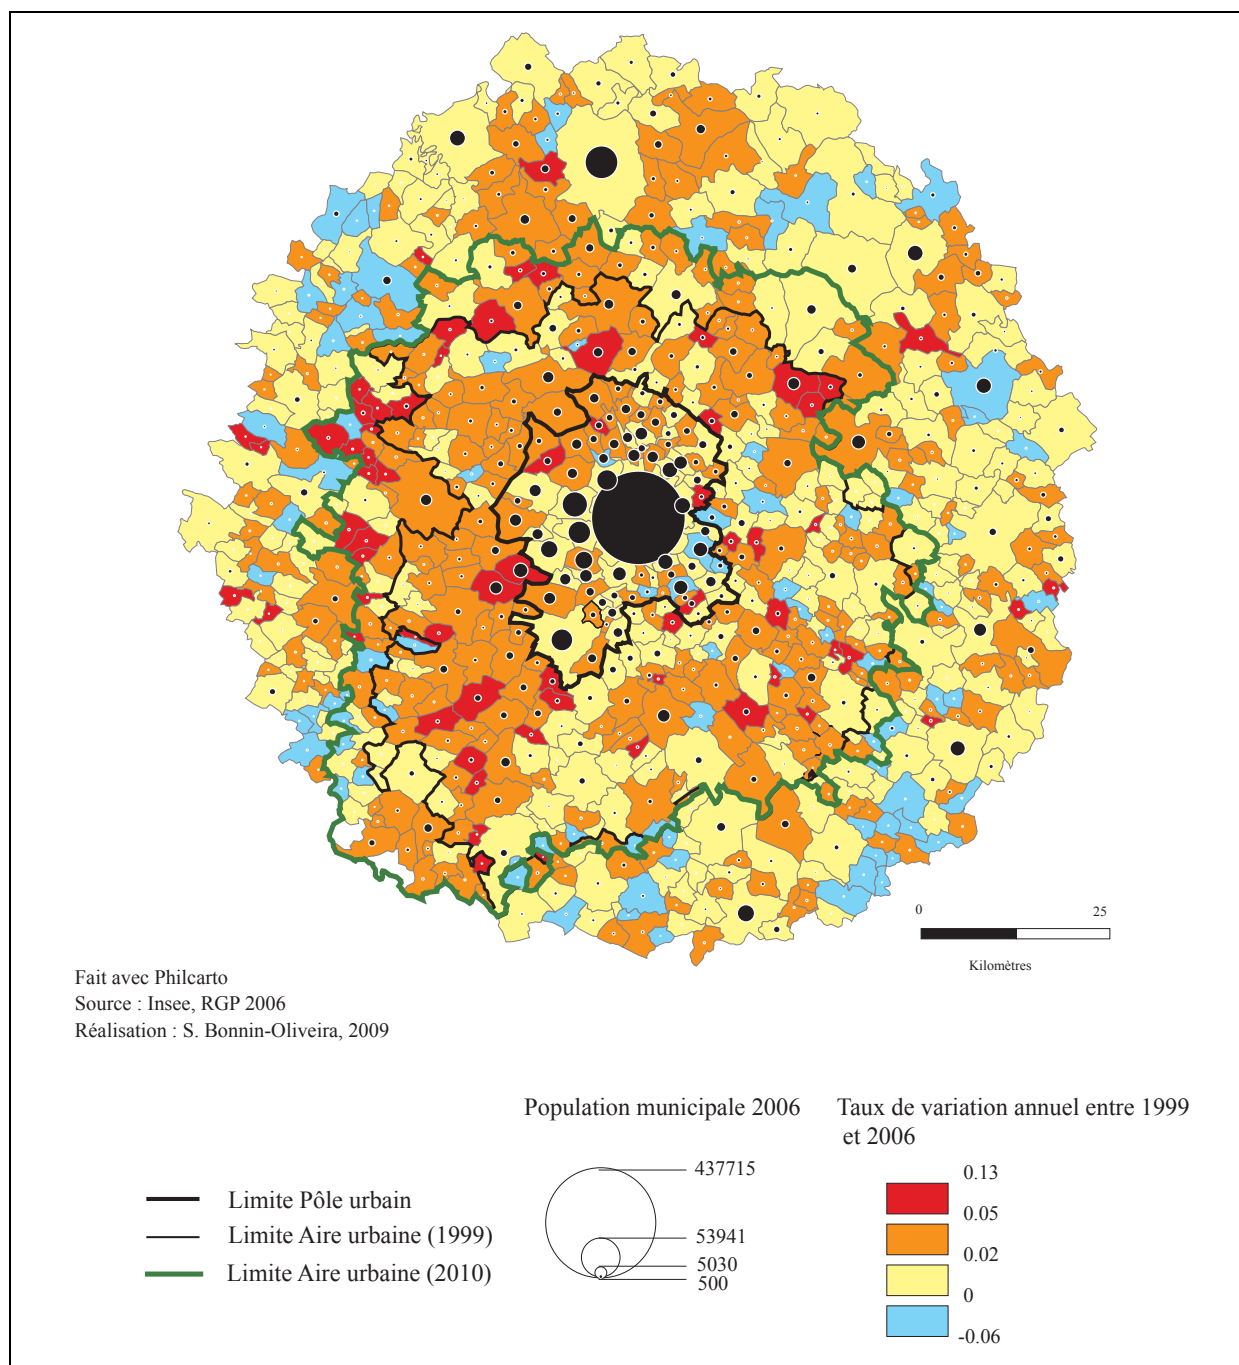 0
25
Kilomètres
Fait avec Philcarto
Source : Insee, RGP 2006
Réalisation : S. Bonnin-Oliveira, 2009
Limite Pôle urbain
Limite Aire urbaine (1999)
Limite Aire urbaine (2010)
Population municipale 2006
437715
53941
5030
500
Taux de variation annuel entre 1999
et 2006
0.13
0.05
0.02
0
-0.06